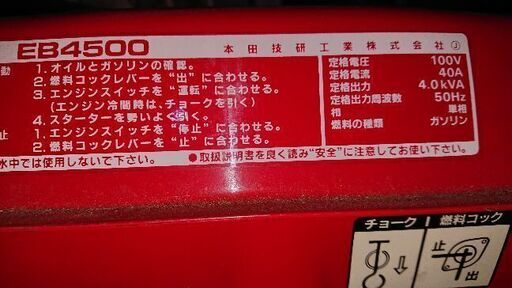 EB4500 本田技研工業株式会社 Ⓙ
動 1. オイルとガソリンの確認。
2. 燃料コックレバーを“出”に合わせる。
3. エンジンスイッチを“運転”に合わせる。
(エンジン冷間時は、チョークを引く)
4. スターターを勢いよく引く。
止 1. エンジンスイッチを“停止”に合わせる。
2. 燃料コックレバーを“止”に合わせる。
定格電圧 100V
定格電流 40A
定格出力 4.0kVA
定格出力周波数 50Hz
相 単相
燃料の種類 ガソリン
水中では使用しないで下さい。 ●取扱説明書を良く読み“安全”に注意してお使い下さい。
チョーク 燃料コック
止
出